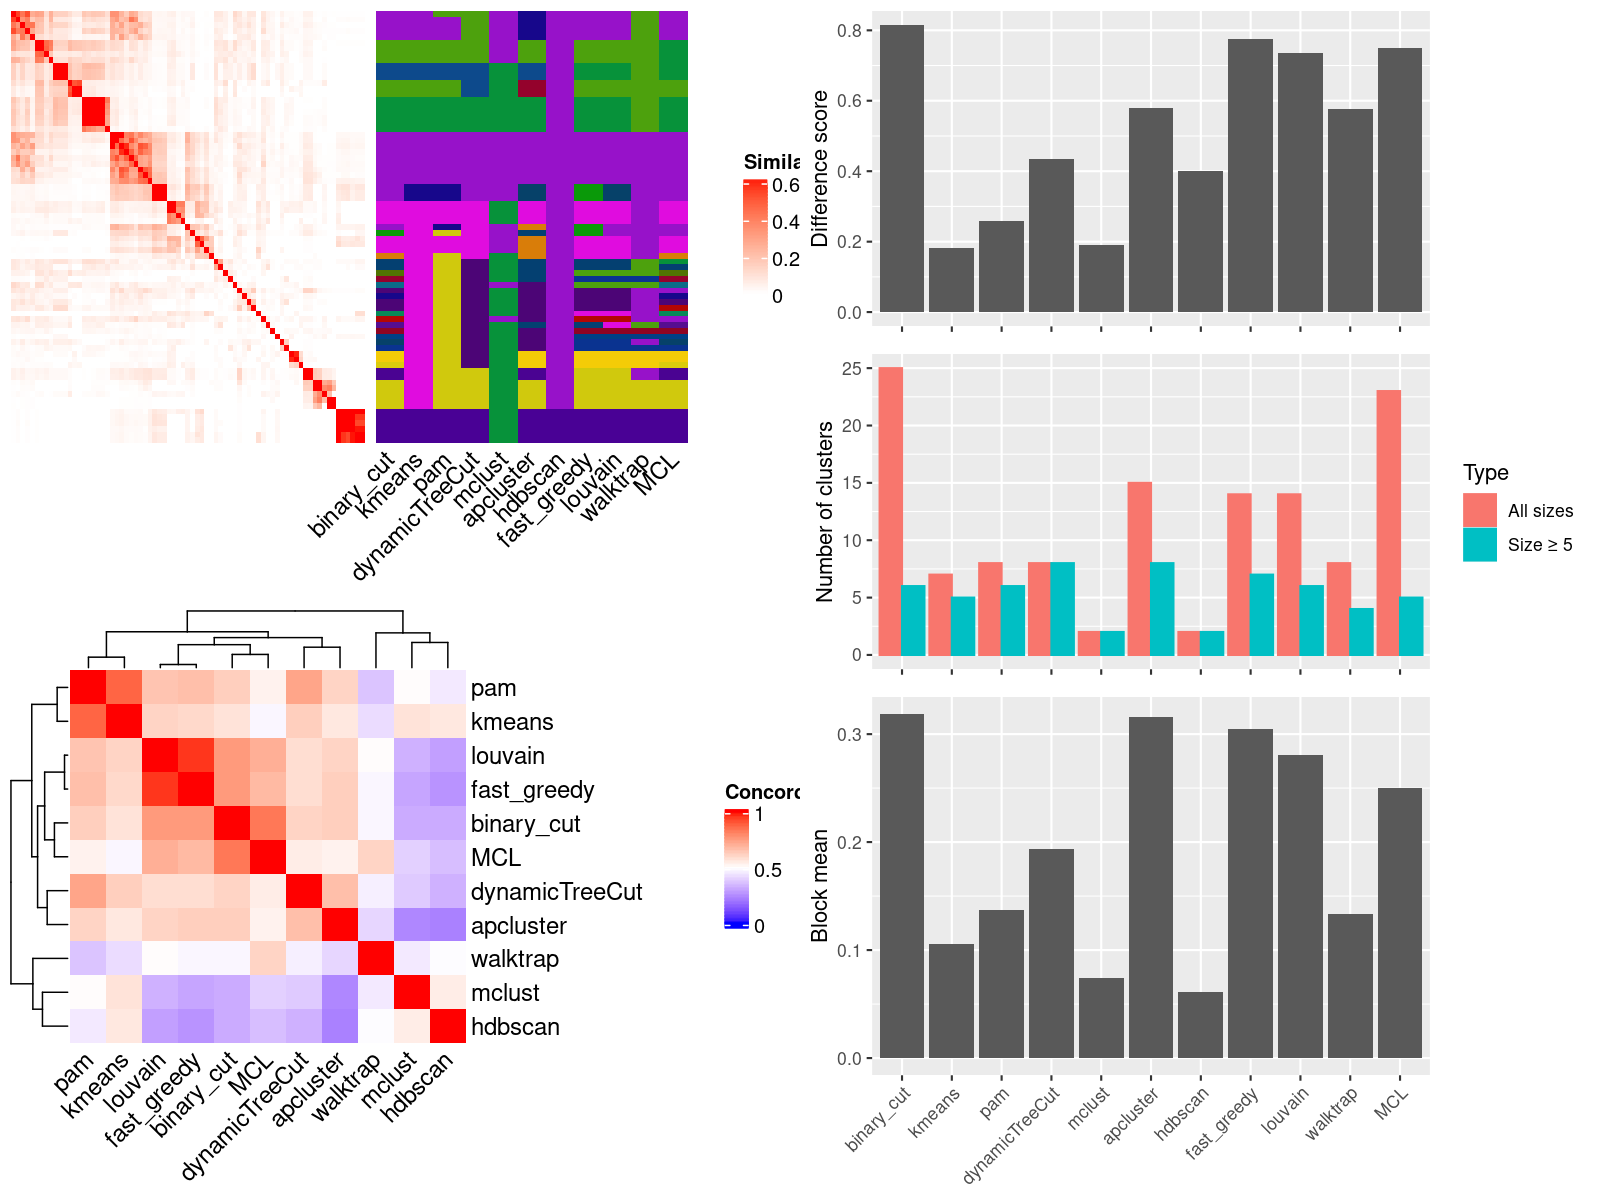 Simila
0.6
0.4
0.2
0
binary_cut
kmeans
pam
dynamicTreeCut
mclust
apcluster
hdbscan
fast_greedy
louvain
walktrap
MCL
pam
kmeans
louvain
fast_greedy
binary_cut
MCL
dynamicTreeCut
apcluster
walktrap
mclust
hdbscan
pam
kmeans
louvain
fast_greedy
binary_cut
MCL
dynamicTreeCut
apcluster
walktrap
mclust
hdbscan
Concord
1
0.5
0
Difference score
0.8
0.6
0.4
0.2
0.0
Number of clusters
25
20
15
10
5
0
Type
All sizes
Size ≥ 5
Block mean
0.3
0.2
0.1
0.0
binary_cut
kmeans
pam
dynamicTreeCut
mclust
apcluster
hdbscan
fast_greedy
louvain
walktrap
MCL